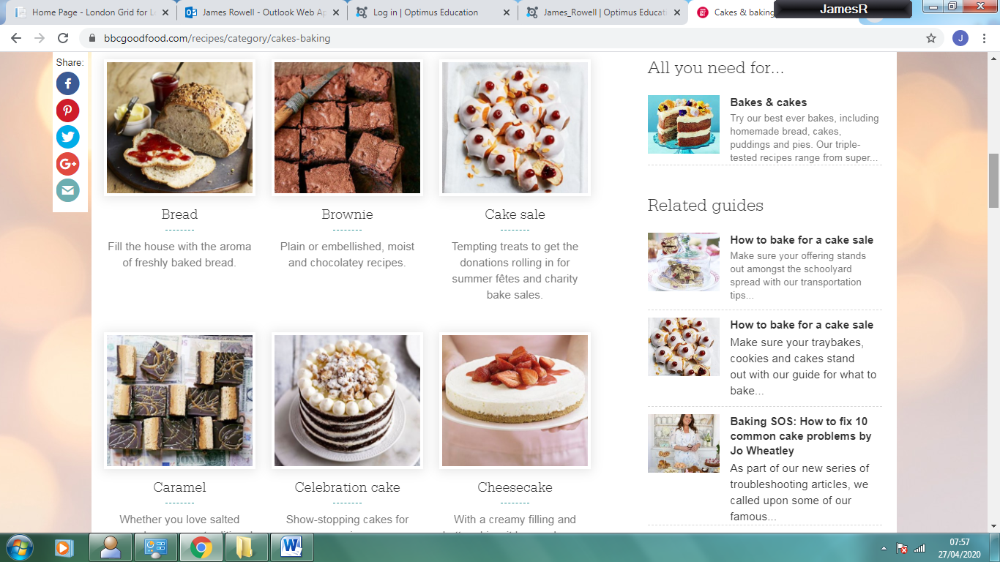 Home Page - London Grid for L
James Rowell - Outlook Web Ap
Log in | Optimus Education
James_Rowell | Optimus Educati
Cakes & baking
JamesR
bbcgoodfood.com/recipes/category/cakes-baking
J
Share:
Bread
Fill the house with the aroma
of freshly baked bread.
Brownie
Plain or embellished, moist
and chocolatey recipes.
Cake sale
Tempting treats to get the
donations rolling in for
summer fêtes and charity
bake sales.
Caramel
Whether you love salted
Celebration cake
Show-stopping cakes for
Cheesecake
With a creamy filling and
All you need for...
Bakes & cakes
Try our best ever bakes, including
homemade bread, cakes,
puddings and pies. Our triple-
tested recipes range from super...
Related guides
How to bake for a cake sale
Make sure your offering stands
out amongst the schoolyard
spread with our transportation
tips...
How to bake for a cake sale
Make sure your traybakes,
cookies and cakes stand
out with our guide for what to
bake...
Baking SOS: How to fix 10
common cake problems by
Jo Wheatley
As part of our new series of
troubleshooting articles, we
called upon some of our
famous...
07:57
27/04/2020